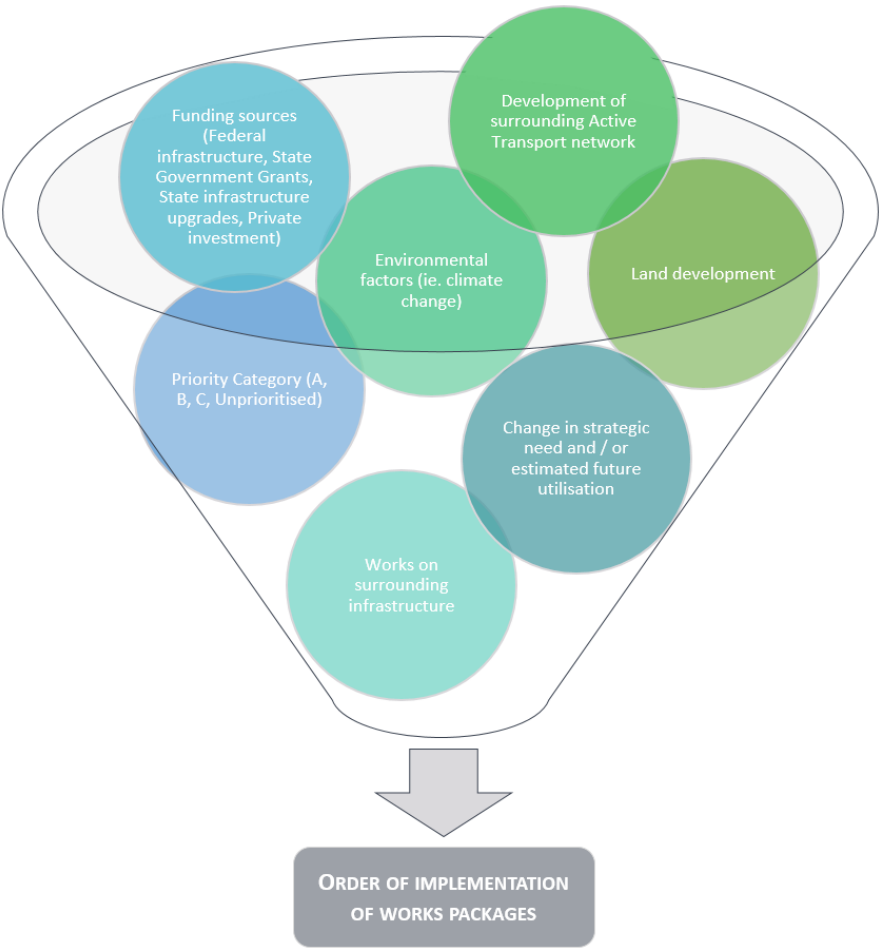 Funding sources
(Federal
infrastructure, State
Government Grants,
State infrastructure
upgrades, Private
investment)
Development of
surrounding Active
Transport network
Environmental
factors (ie. climate
change)
Land development
Priority Category (A,
B, C, Unprioritised)
Change in strategic
need and / or
estimated future
utilisation
Works on
surrounding
infrastructure
ORDER OF IMPLEMENTATION
OF WORKS PACKAGES